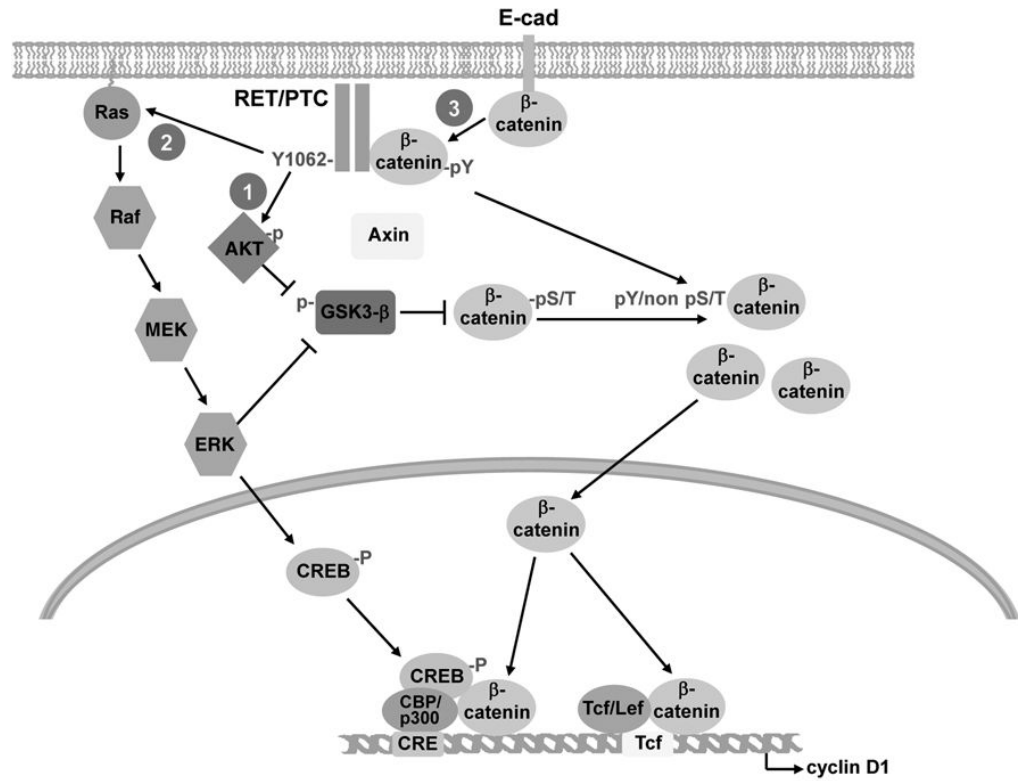 E-cad
RET/PTC
3
β-
catenin
Ras
2
β-
catenin
-pY
Y1062-
1
Raf
AKT
-p
Axin
β-
catenin
-pS/T
pY/non pS/T
β-
catenin
p-
GSK3-β
MEK
β-
catenin
β-
catenin
ERK
β-
catenin
CREB
-P
CREB
-P
CBP/
p300
β-
catenin
Tcf/Lef
β-
catenin
CRE
Tcf
cyclin D1